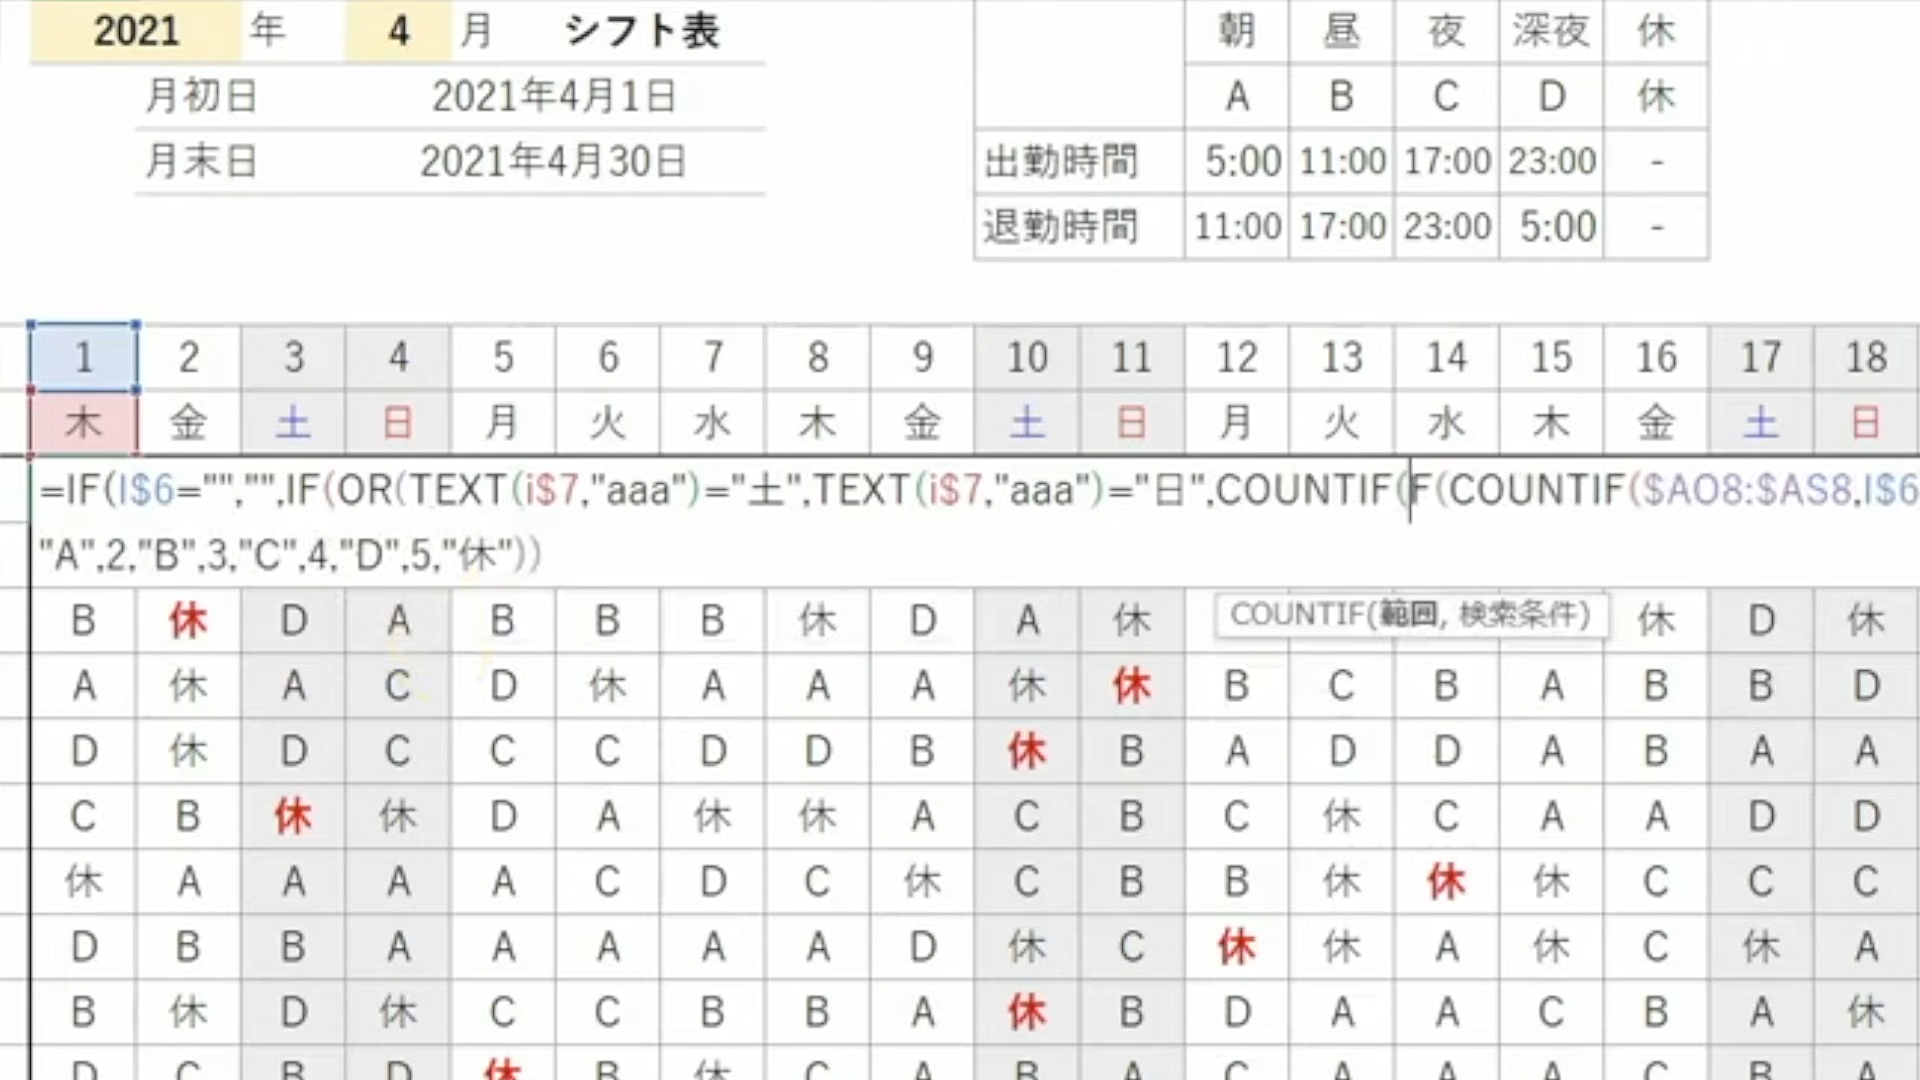 2021 年 4 月 シフト表
月初日 2021年4月1日
月末日 2021年4月30日
朝 昼 夜 深夜 休
A B C D 休
出勤時間 5:00 11:00 17:00 23:00 -
退勤時間 11:00 17:00 23:00 5:00 -
1 2 3 4 5 6 7 8 9 10 11 12 13 14 15 16 17 18
木 金 土 日 月 火 水 木 金 土 日 月 火 水 木 金 土 日
=IF(I$6="","",IF(OR(TEXT(i$7,"aaa")="土",TEXT(i$7,"aaa")="日",COUNTIF(F(COUNTIF($AO8:$AS8,I$6
"A",2,"B",3,"C",4,"D",5,"休"))
B 休 D A B B B 休 D A 休 COUNTIF(範囲, 検索条件) 休 D 休
A 休 A C D 休 A A A 休 休 B C B A B B D
D 休 D C C C D D B 休 B A D D A B A A
C B 休 休 D A 休 休 A C B C 休 C A A D D
休 A A A A C D C 休 C B B 休 休 休 C C C
D B B A A A A A D 休 C 休 休 A 休 C 休 A
B 休 D 休 C C B B A 休 B D A A C B A 休
D C B D 休 B 休 C A B A C A A C B A